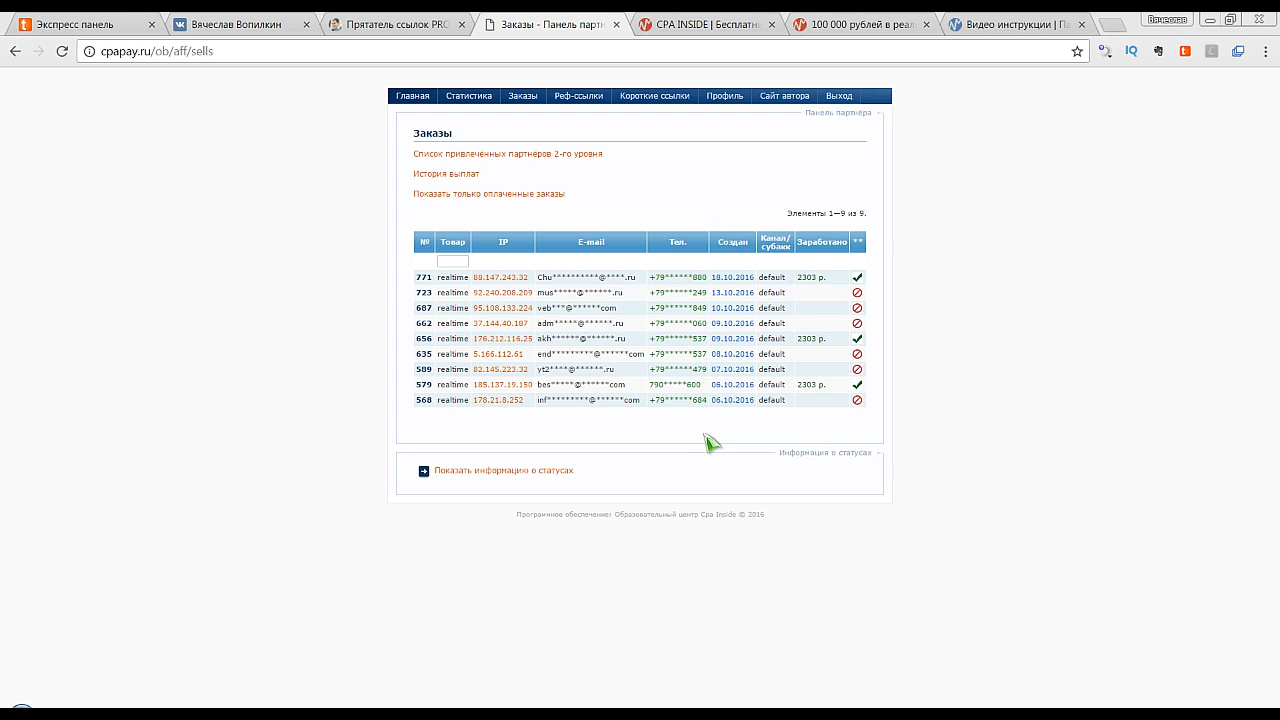 Экспресс панель
Вячеслав Вопилкин
Прятатель ссылок PRO
Заказы - Панель партн
CPA INSIDE | Бесплатн
100 000 рублей в реал
Видео инструкции | Па
Вячеслав
cpapay.ru/ob/aff/sells
Главная Статистика Заказы Реф-ссылки Короткие ссылки Профиль Сайт автора Выход
Панель партнёра
Заказы
Список привлечённых партнёров 2-го уровня
История выплат
Показать только оплаченные заказы
Элементы 1—9 из 9.
№ Товар IP E-mail Тел. Создан Канал/субакк Заработано **
771 realtime 88.147.243.32 Chu**********@****.ru +79******880 18.10.2016 default 2303 р.
723 realtime 92.240.208.209 mus*****@******.ru +79******249 13.10.2016 default
687 realtime 95.108.133.224 veb***@******com +79******849 10.10.2016 default
662 realtime 37.144.40.187 adm*****@******.ru +79******060 09.10.2016 default
656 realtime 176.212.116.25 akh******@******.ru +79******537 09.10.2016 default 2303 р.
635 realtime 5.166.112.61 end*********@******com +79******537 08.10.2016 default
589 realtime 82.145.223.32 yt2****@******.ru +79******479 07.10.2016 default
579 realtime 185.137.19.150 bes*****@******com 790*****600 06.10.2016 default 2303 р.
568 realtime 178.21.8.252 inf*********@******com +79******684 06.10.2016 default
Информация о статусах
Показать информацию о статусах
Программное обеспечение: Образовательный центр Cpa Inside © 2016